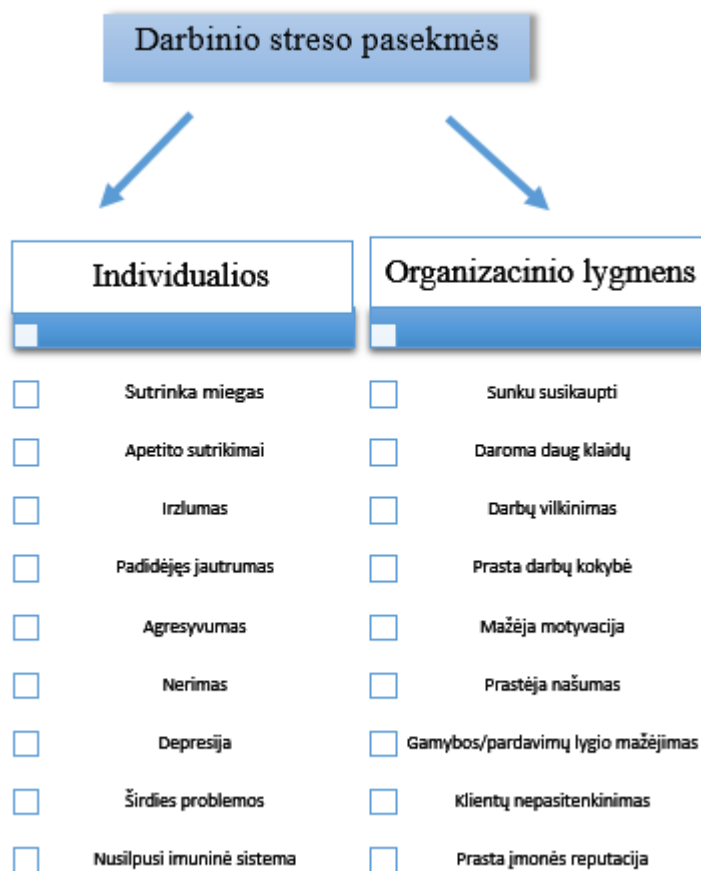 Darbinio streso pasekmės
Individualios
Sutrinka miegas
Apetito sutrikimai
Irzlumas
Padidėjęs jautrumas
Agresyvumas
Nerimas
Depresija
Širdies problemos
Nusilpusi imuninė sistema
Organizacinio lygmens
Sunku susikaupti
Daroma daug klaidų
Darbų vilkinimas
Prasta darbų kokybė
Mažėja motyvacija
Prastėja našumas
Gamybos/pardavimų lygio mažėjimas
Klientų nepasitenkinimas
Prasta įmonės reputacija